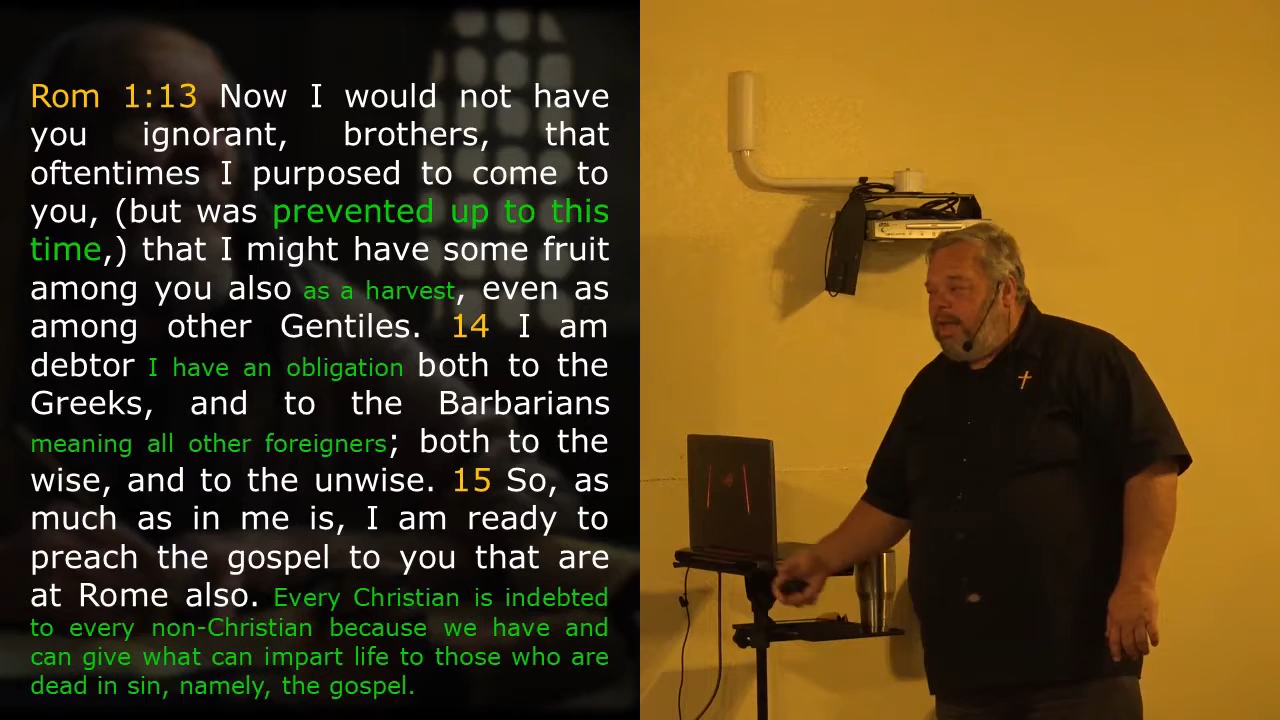 Rom 1:13 Now I would not have
you ignorant, brothers, that
oftentimes I purposed to come to
you, (but was prevented up to this
time,) that I might have some fruit
among you also as a harvest, even as
among other Gentiles. 14 I am
debtor I have an obligation both to the
Greeks, and to the Barbarians
meaning all other foreigners; both to the
wise, and to the unwise. 15 So, as
much as in me is, I am ready to
preach the gospel to you that are
at Rome also. Every Christian is indebted
to every non-Christian because we have and
can give what can impart life to those who are
dead in sin, namely, the gospel.